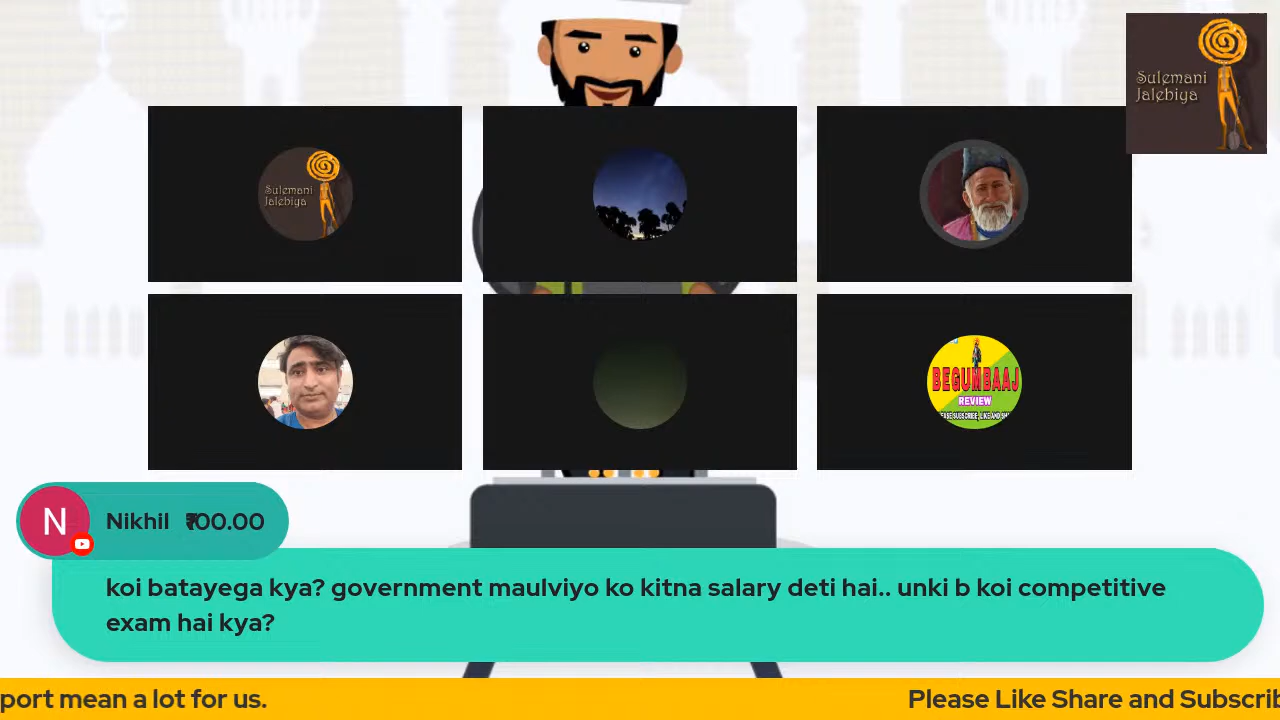 Sulemani
Jalebiya
Sulemani
Jalebiya
BEGUMBAAJ
REVIEW
N
Nikhil ₹100.00
koi batayega kya? government maulviyo ko kitna salary deti hai.. unki b koi competitive
exam hai kya?
port mean a lot for us. Please Like Share and Subscrib